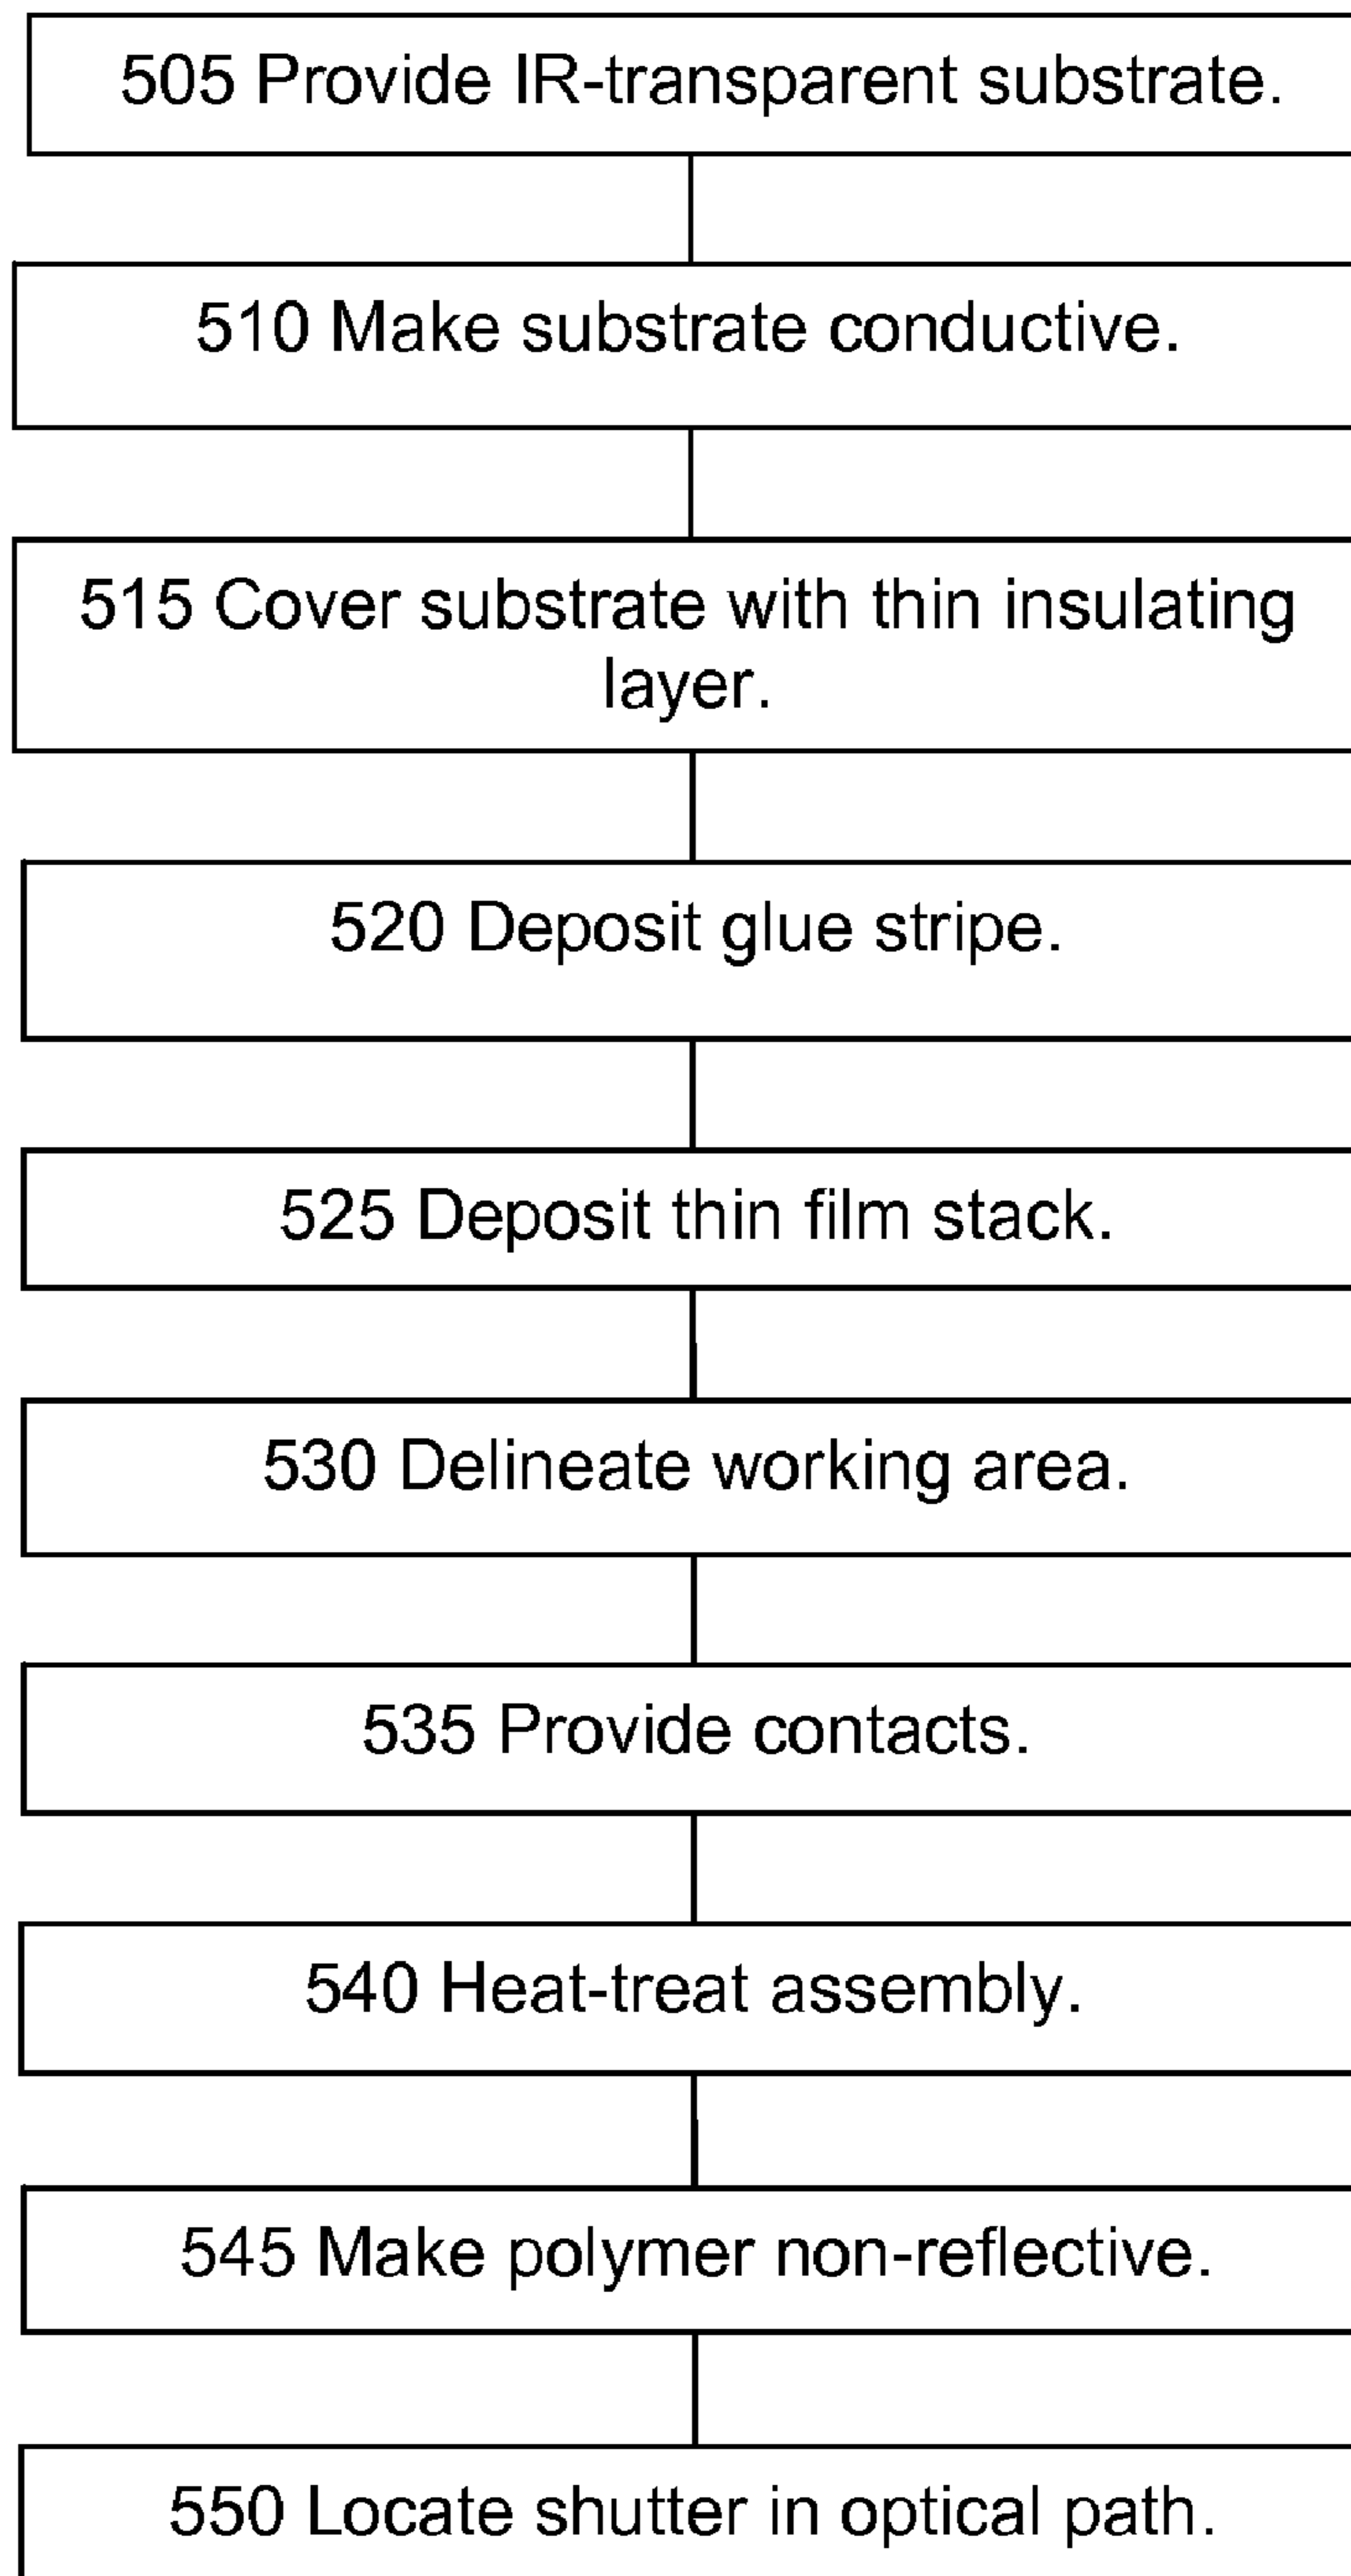 505 Provide IR-transparent substrate.
510 Make substrate conductive.
515 Cover substrate with thin insulating
layer.
520 Deposit glue stripe.
525 Deposit thin film stack.
530 Delineate working area.
535 Provide contacts.
540 Heat-treat assembly.
545 Make polymer non-reflective.
550 Locate shutter in optical path.